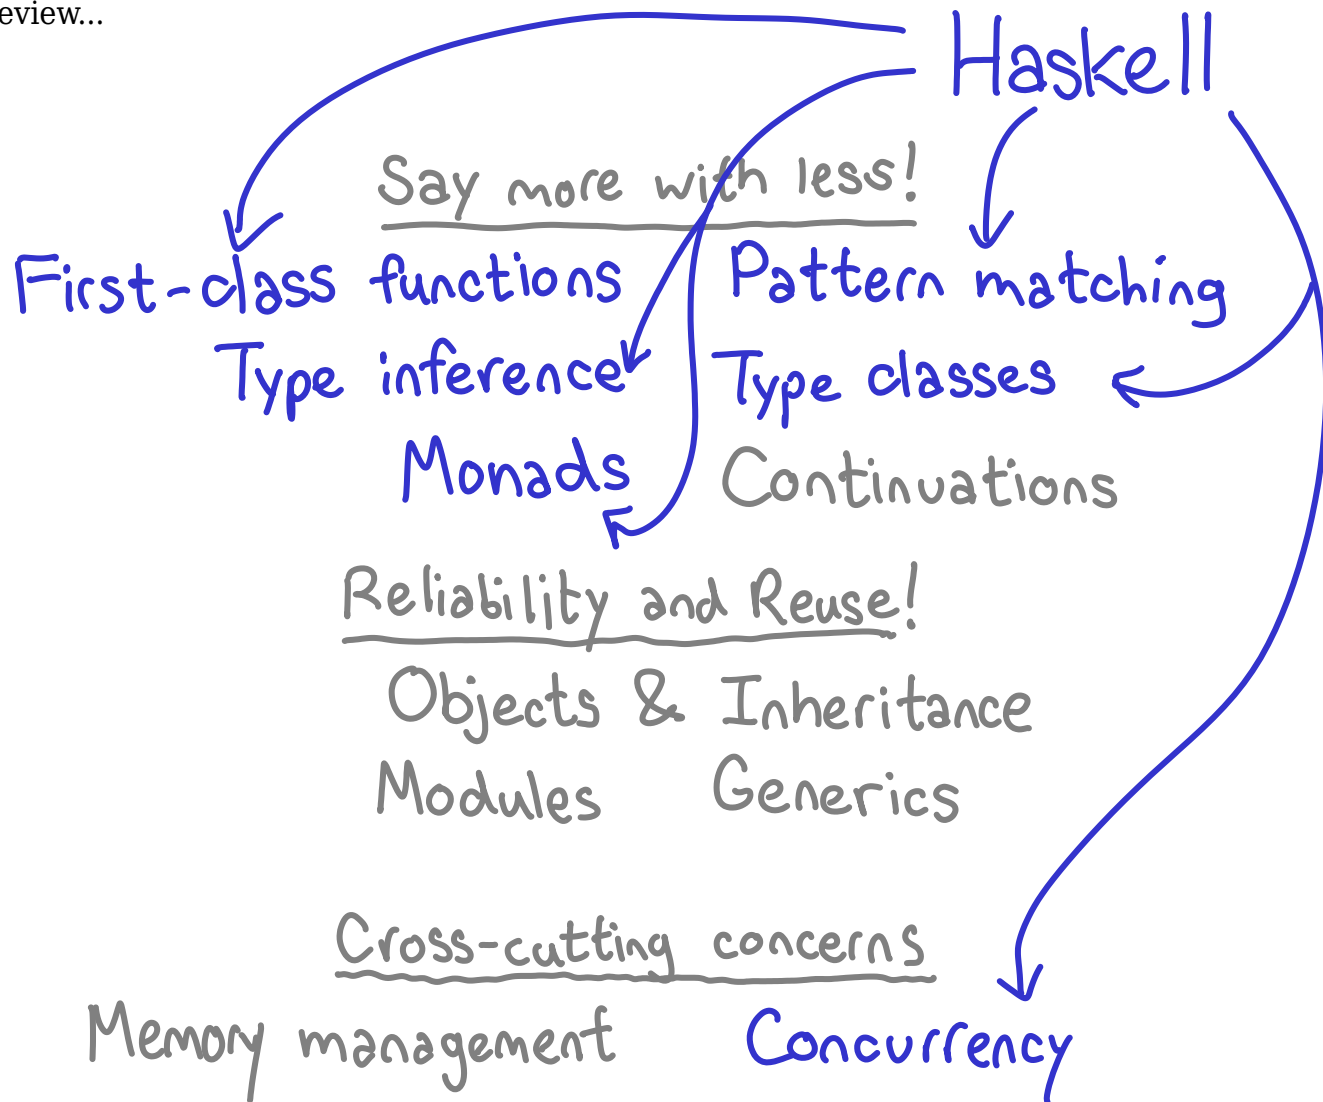 eview...
Haskell
Say more with less!
First-class functions Pattern matching
Type inference Type classes
Monads Continuations
Reliability and Reuse!
Objects & Inheritance
Modules Generics
Cross-cutting concerns
Memory management Concurrency